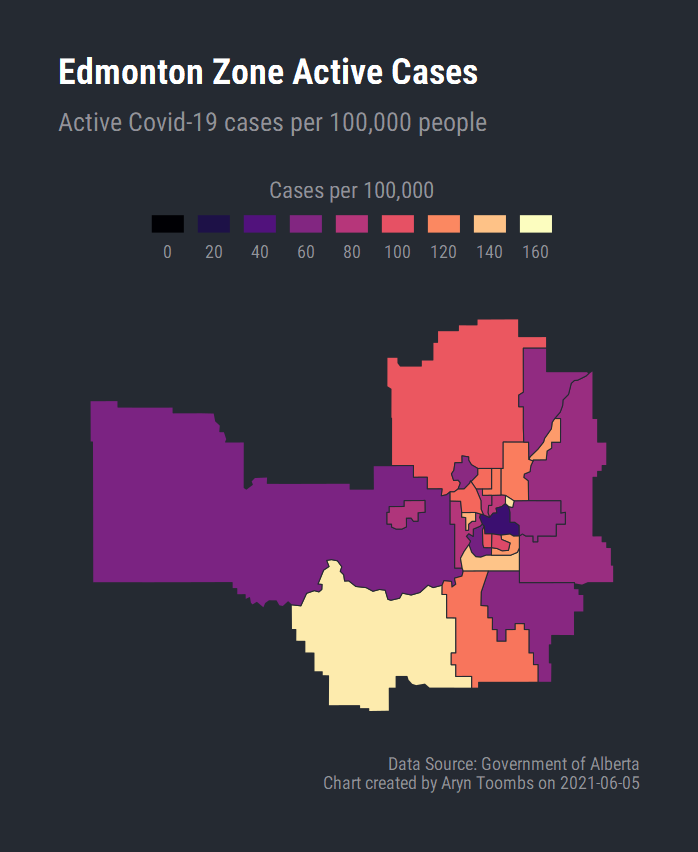 Edmonton Zone Active Cases
Active Covid-19 cases per 100,000 people
Cases per 100,000
0 20 40 60 80 100 120 140 160
Data Source: Government of Alberta
Chart created by Aryn Toombs on 2021-06-05